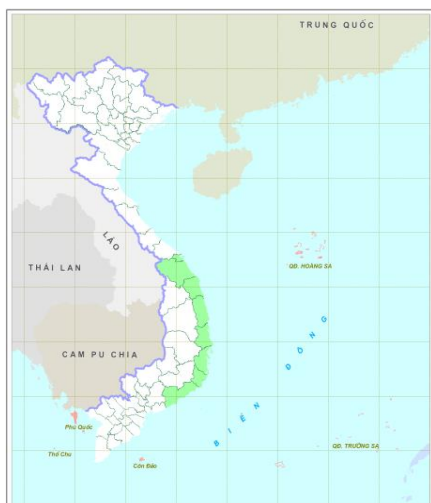 TRUNG QUỐC
LÀO
QĐ. HOÀNG SA
THÁI LAN
CAM PU CHIA
BIỂN ĐÔNG
Phú Quốc
QĐ. TRƯỜNG SA
Thổ Chu
Côn Đảo